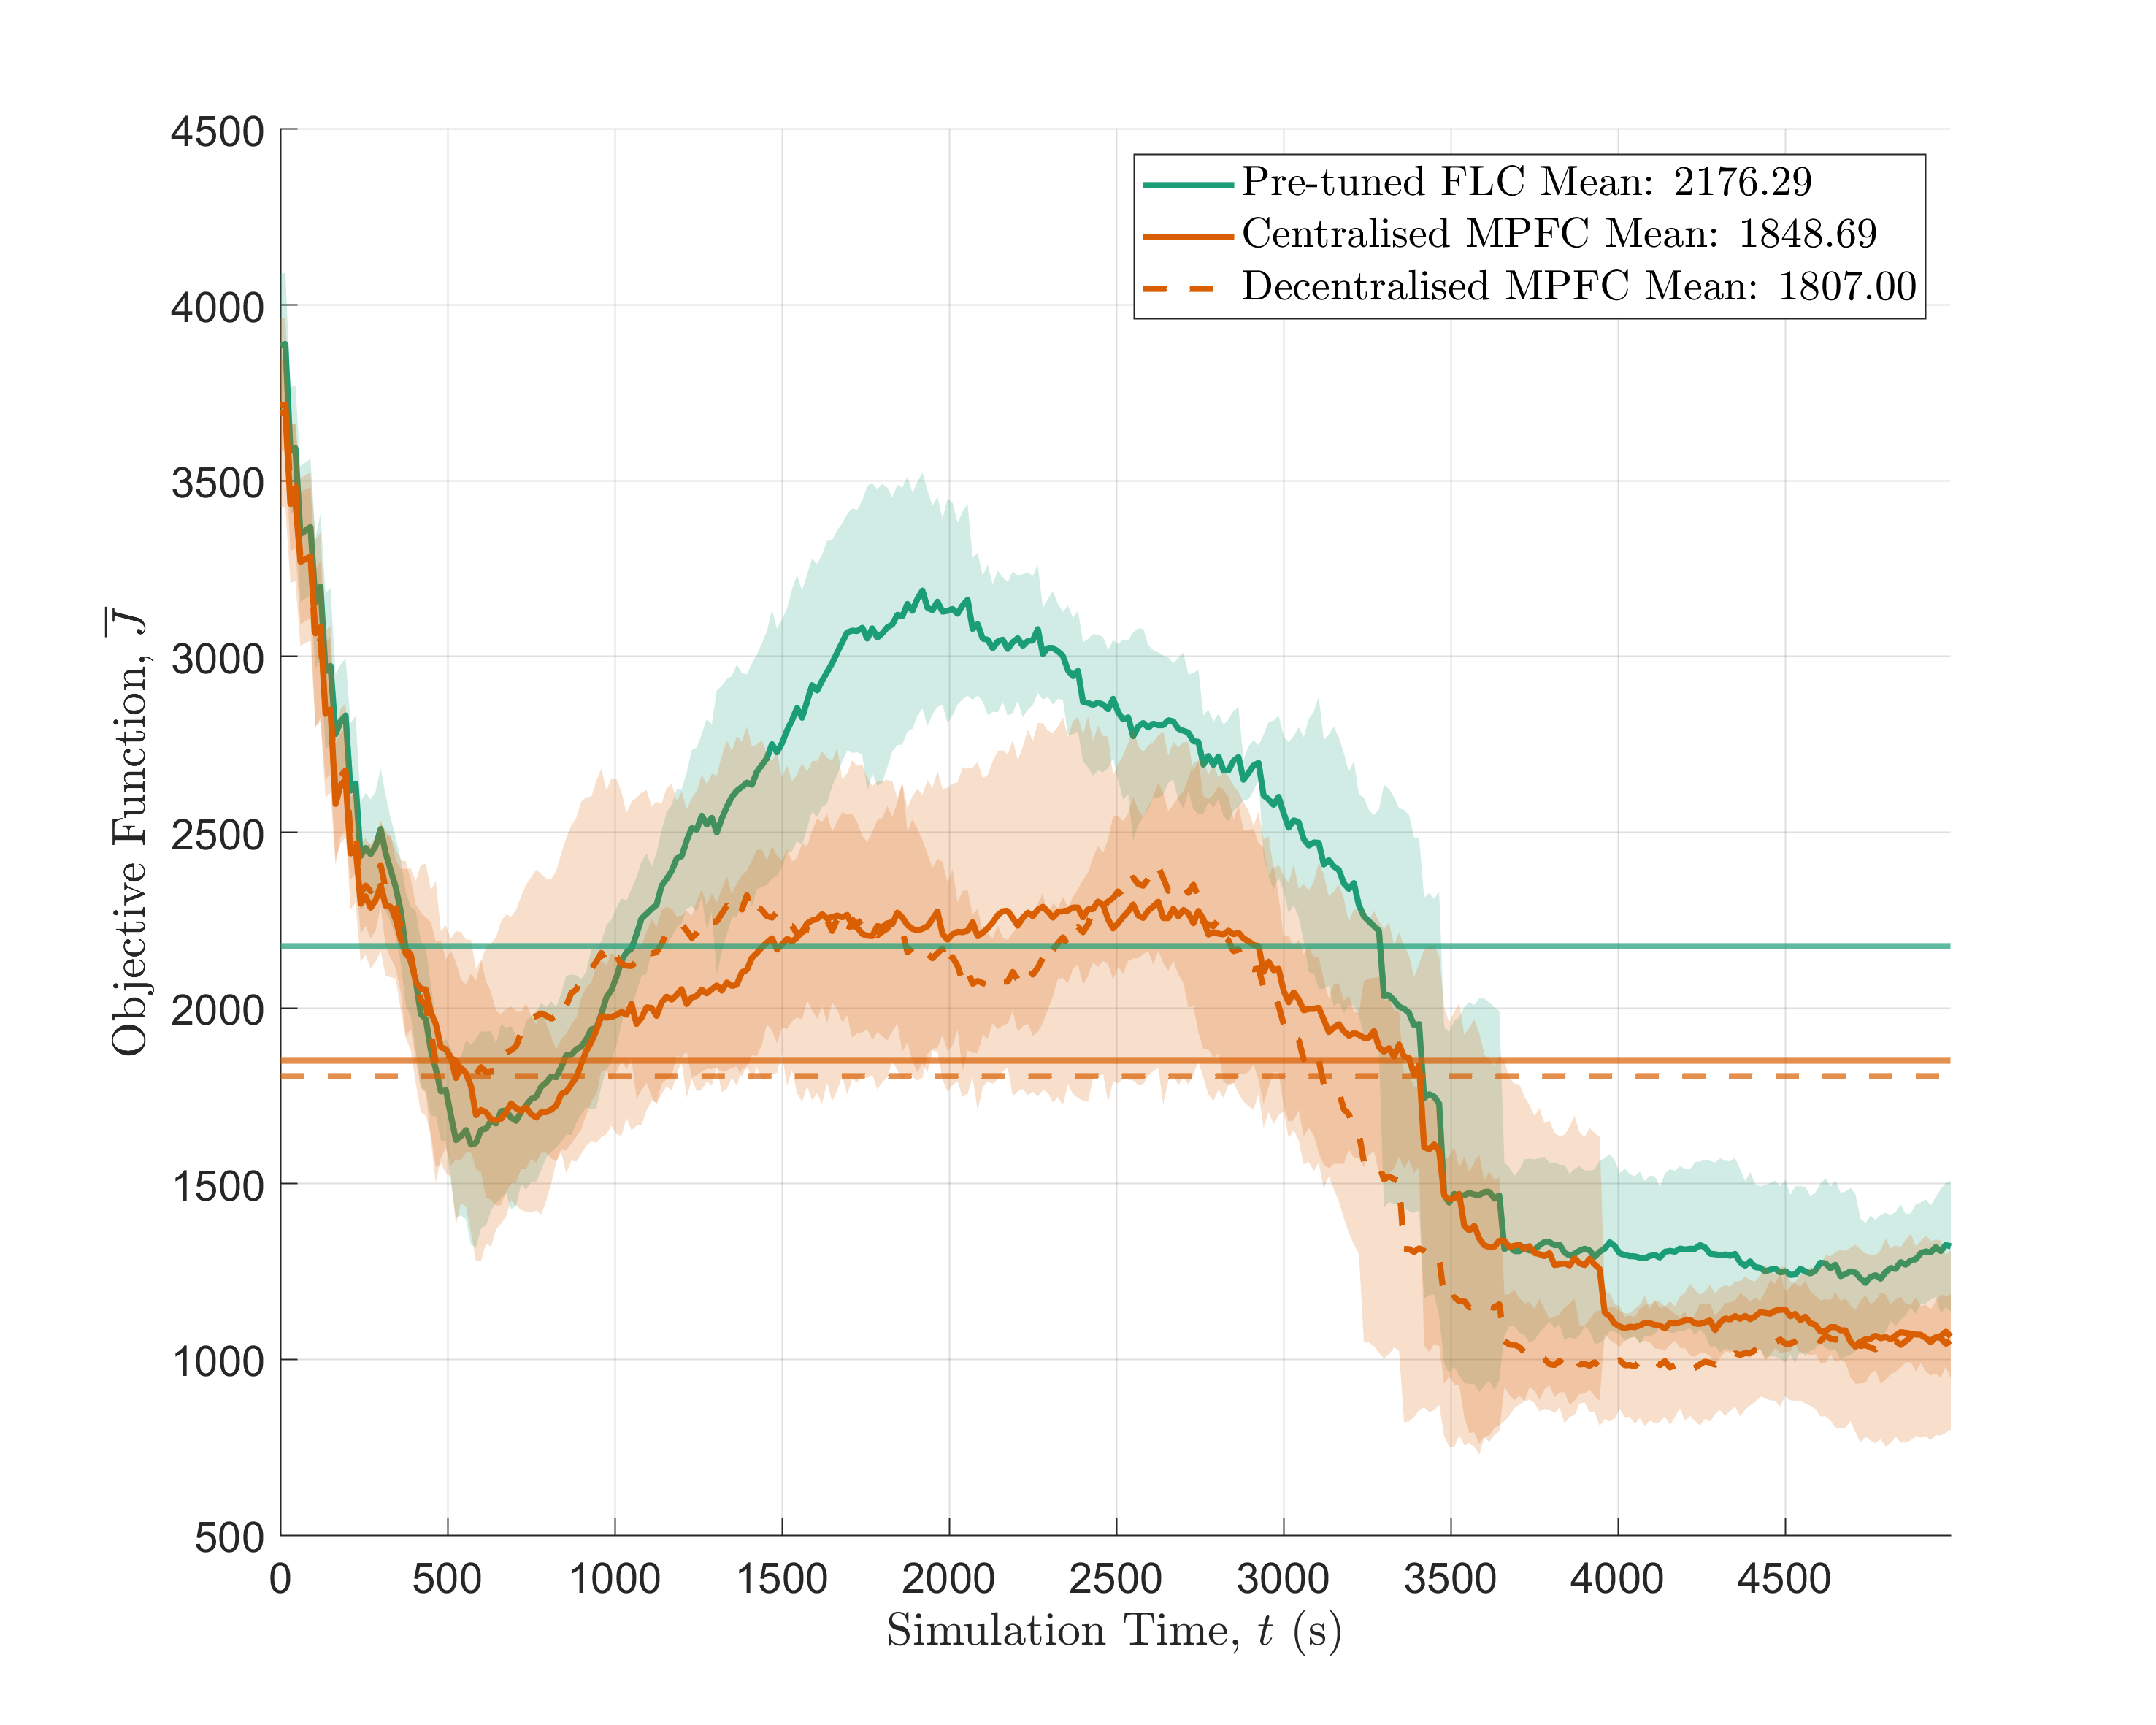 4500
4000
3500
3000
2500
2000
1500
1000
500
Objective Function, J̅
Pre-tuned FLC Mean: 2176.29
Centralised MPFC Mean: 1848.69
Decentralised MPFC Mean: 1807.00
0 500 1000 1500 2000 2500 3000 3500 4000 4500
Simulation Time, t (s)